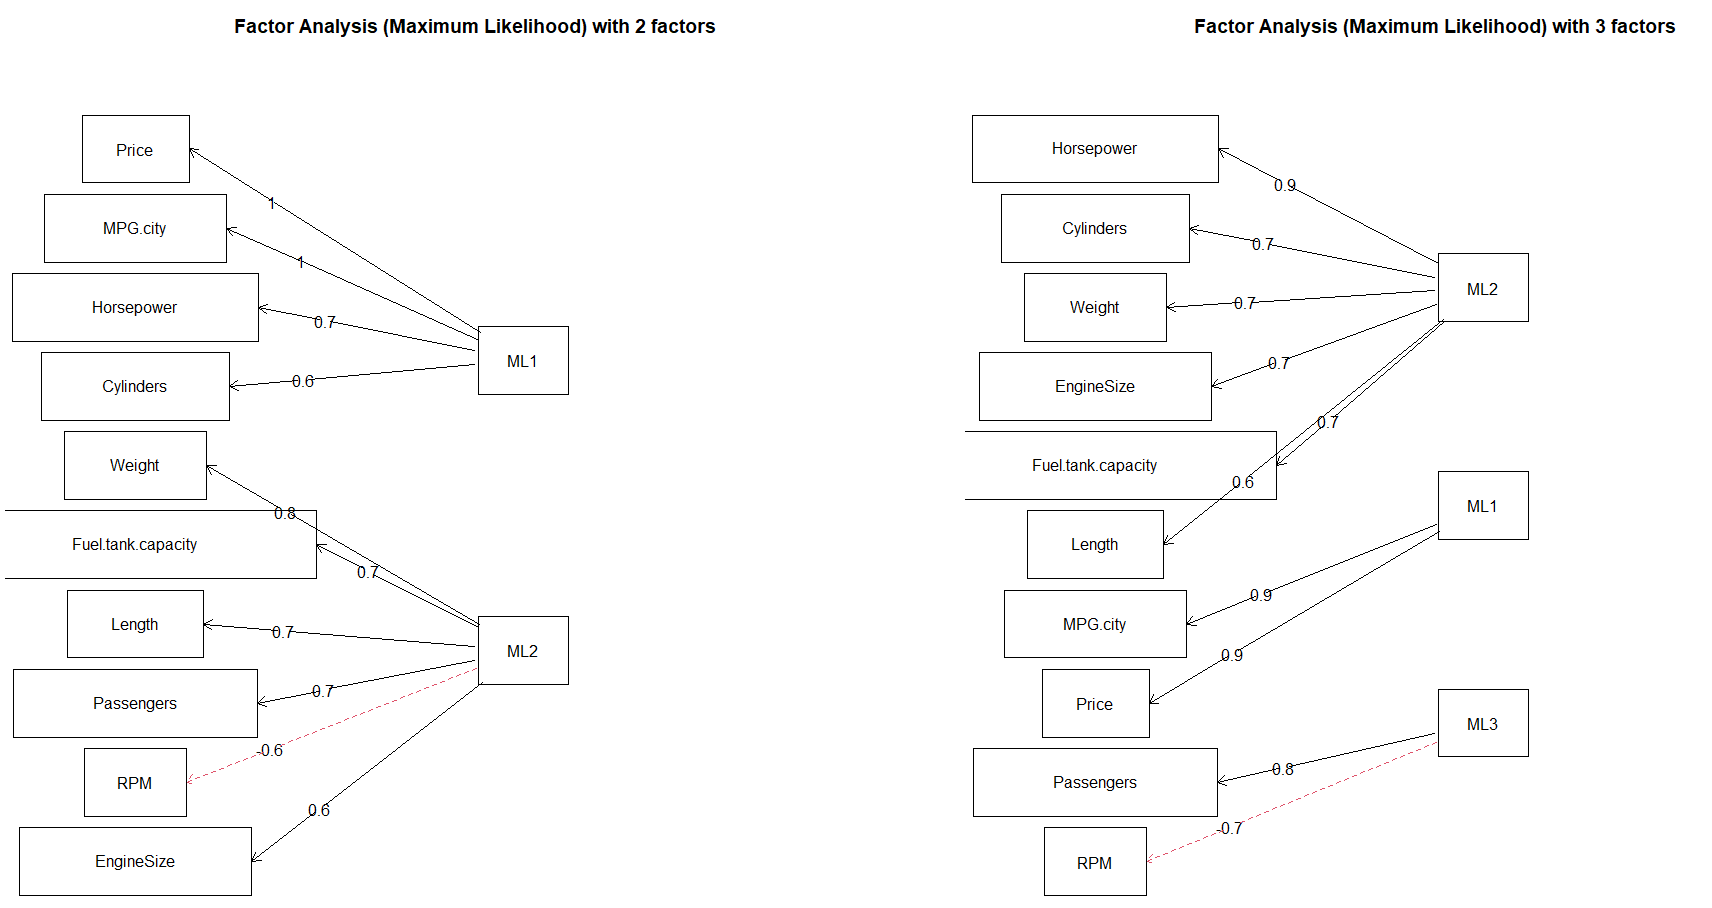 Factor Analysis (Maximum Likelihood) with 2 factors
Price
MPG.city
Horsepower
Cylinders
Weight
Fuel.tank.capacity
Length
Passengers
RPM
EngineSize
1
1
0.7
0.6
0.8
0.7
0.7
0.7
-0.6
0.6
ML1
ML2
Factor Analysis (Maximum Likelihood) with 3 factors
Horsepower
Cylinders
Weight
EngineSize
Fuel.tank.capacity
Length
MPG.city
Price
Passengers
RPM
0.9
0.7
0.7
0.7
0.7
0.6
0.9
0.9
0.8
-0.7
ML2
ML1
ML3